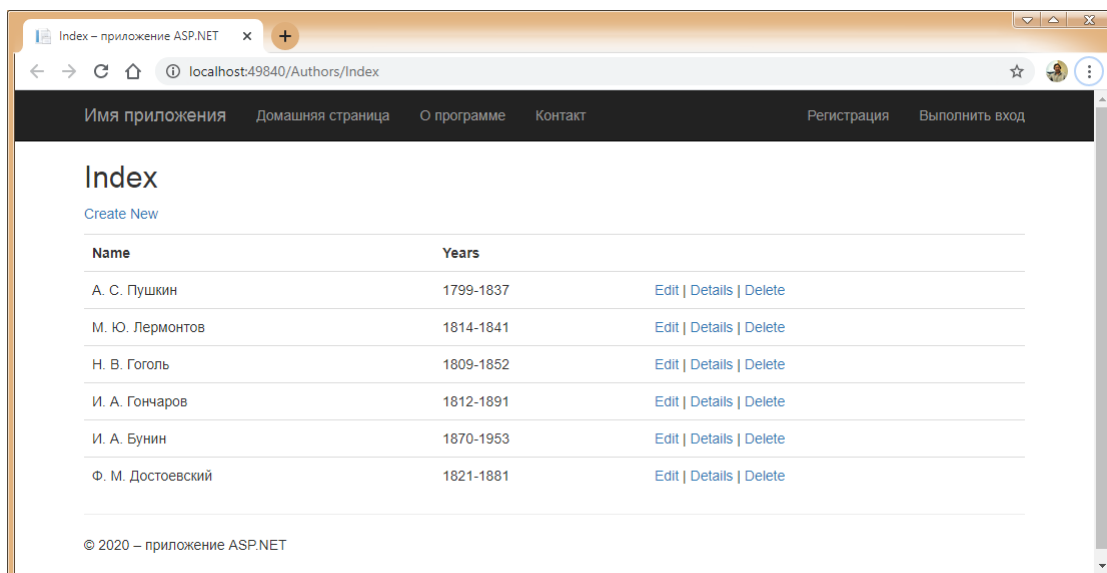 Index – приложение ASP.NET
localhost:49840/Authors/Index
Имя приложения Домашняя страница О программе Контакт Регистрация Выполнить вход
Index
Create New
Name Years
А. С. Пушкин 1799-1837 Edit | Details | Delete
М. Ю. Лермонтов 1814-1841 Edit | Details | Delete
Н. В. Гоголь 1809-1852 Edit | Details | Delete
И. А. Гончаров 1812-1891 Edit | Details | Delete
И. А. Бунин 1870-1953 Edit | Details | Delete
Ф. М. Достоевский 1821-1881 Edit | Details | Delete
© 2020 – приложение ASP.NET